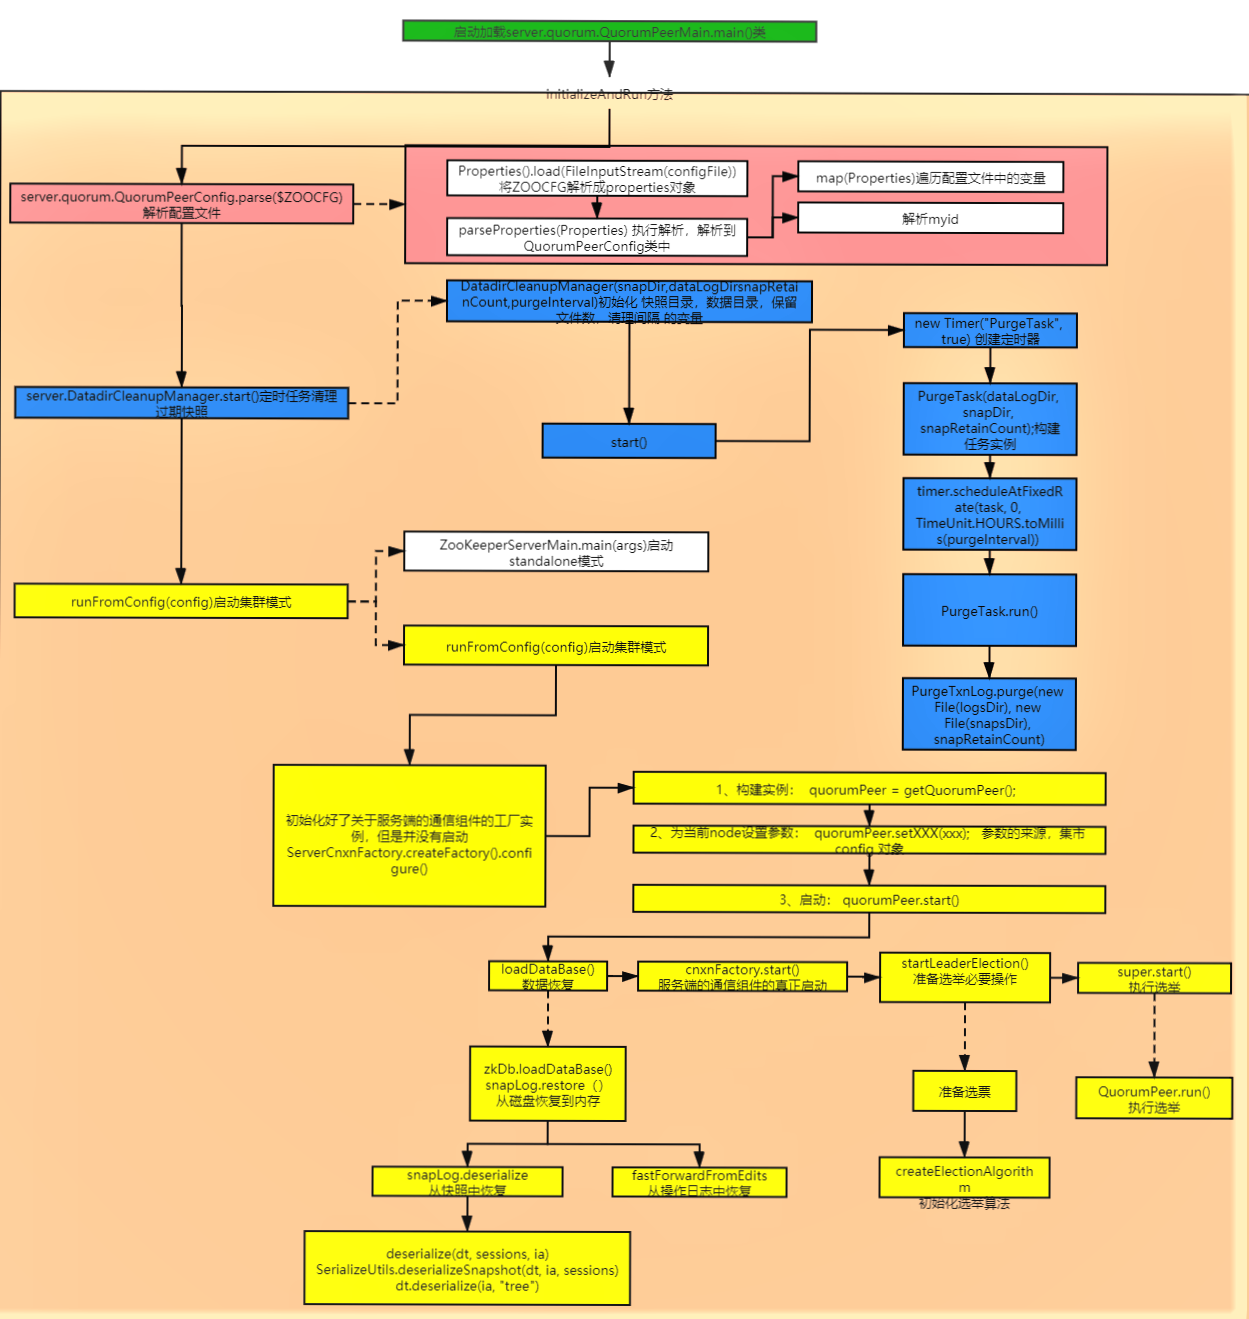 启动加载server.quorum.QuorumPeerMain.main()类
initializeAndRun方法
server.quorum.QuorumPeerConfig.parse($ZOOCFG)
解析配置文件
Properties().load(FileInputStream(configFile))
将ZOOCFG解析成properties对象
parseProperties(Properties) 执行解析，解析到
QuorumPeerConfig类中
map(Properties)遍历配置文件中的变量
解析myid
server.DatadirCleanupManager.start()定时任务清理
过期快照
DatadirCleanupManager(snapDir,dataLogDirsnapRetai
nCount,purgeInterval)初始化 快照目录，数据目录，保留
文件数，清理间隔 的变量
start()
new Timer("PurgeTask",
true) 创建定时器
PurgeTask(dataLogDir,
snapDir,
snapRetainCount);构建
任务实例
timer.scheduleAtFixedR
ate(task, 0,
TimeUnit.HOURS.toMilli
s(purgeInterval))
PurgeTask.run()
PurgeTxnLog.purge(new
File(logsDir), new
File(snapsDir),
snapRetainCount)
runFromConfig(config)启动集群模式
ZooKeeperServerMain.main(args)启动
standalone模式
runFromConfig(config)启动集群模式
初始化好了关于服务端的通信组件的工厂实
例，但是并没有启动
ServerCnxnFactory.createFactory().confi
gure()
1、构建实例： quorumPeer = getQuorumPeer();
2、为当前node设置参数： quorumPeer.setXXX(xxx); 参数的来源，集市
config 对象
3、启动： quorumPeer.start()
loadDataBase()
数据恢复
cnxnFactory.start()
服务端的通信组件的真正启动
startLeaderElection()
准备选举必要操作
super.start()
执行选举
zkDb.loadDataBase()
snapLog.restore（）
从磁盘恢复到内存
准备选票
QuorumPeer.run()
执行选举
snapLog.deserialize
从快照中恢复
fastForwardFromEdits
从操作日志中恢复
createElectionAlgorith
m
初始化选举算法
deserialize(dt, sessions, ia)
SerializeUtils.deserializeSnapshot(dt, ia, sessions)
dt.deserialize(ia, "tree")